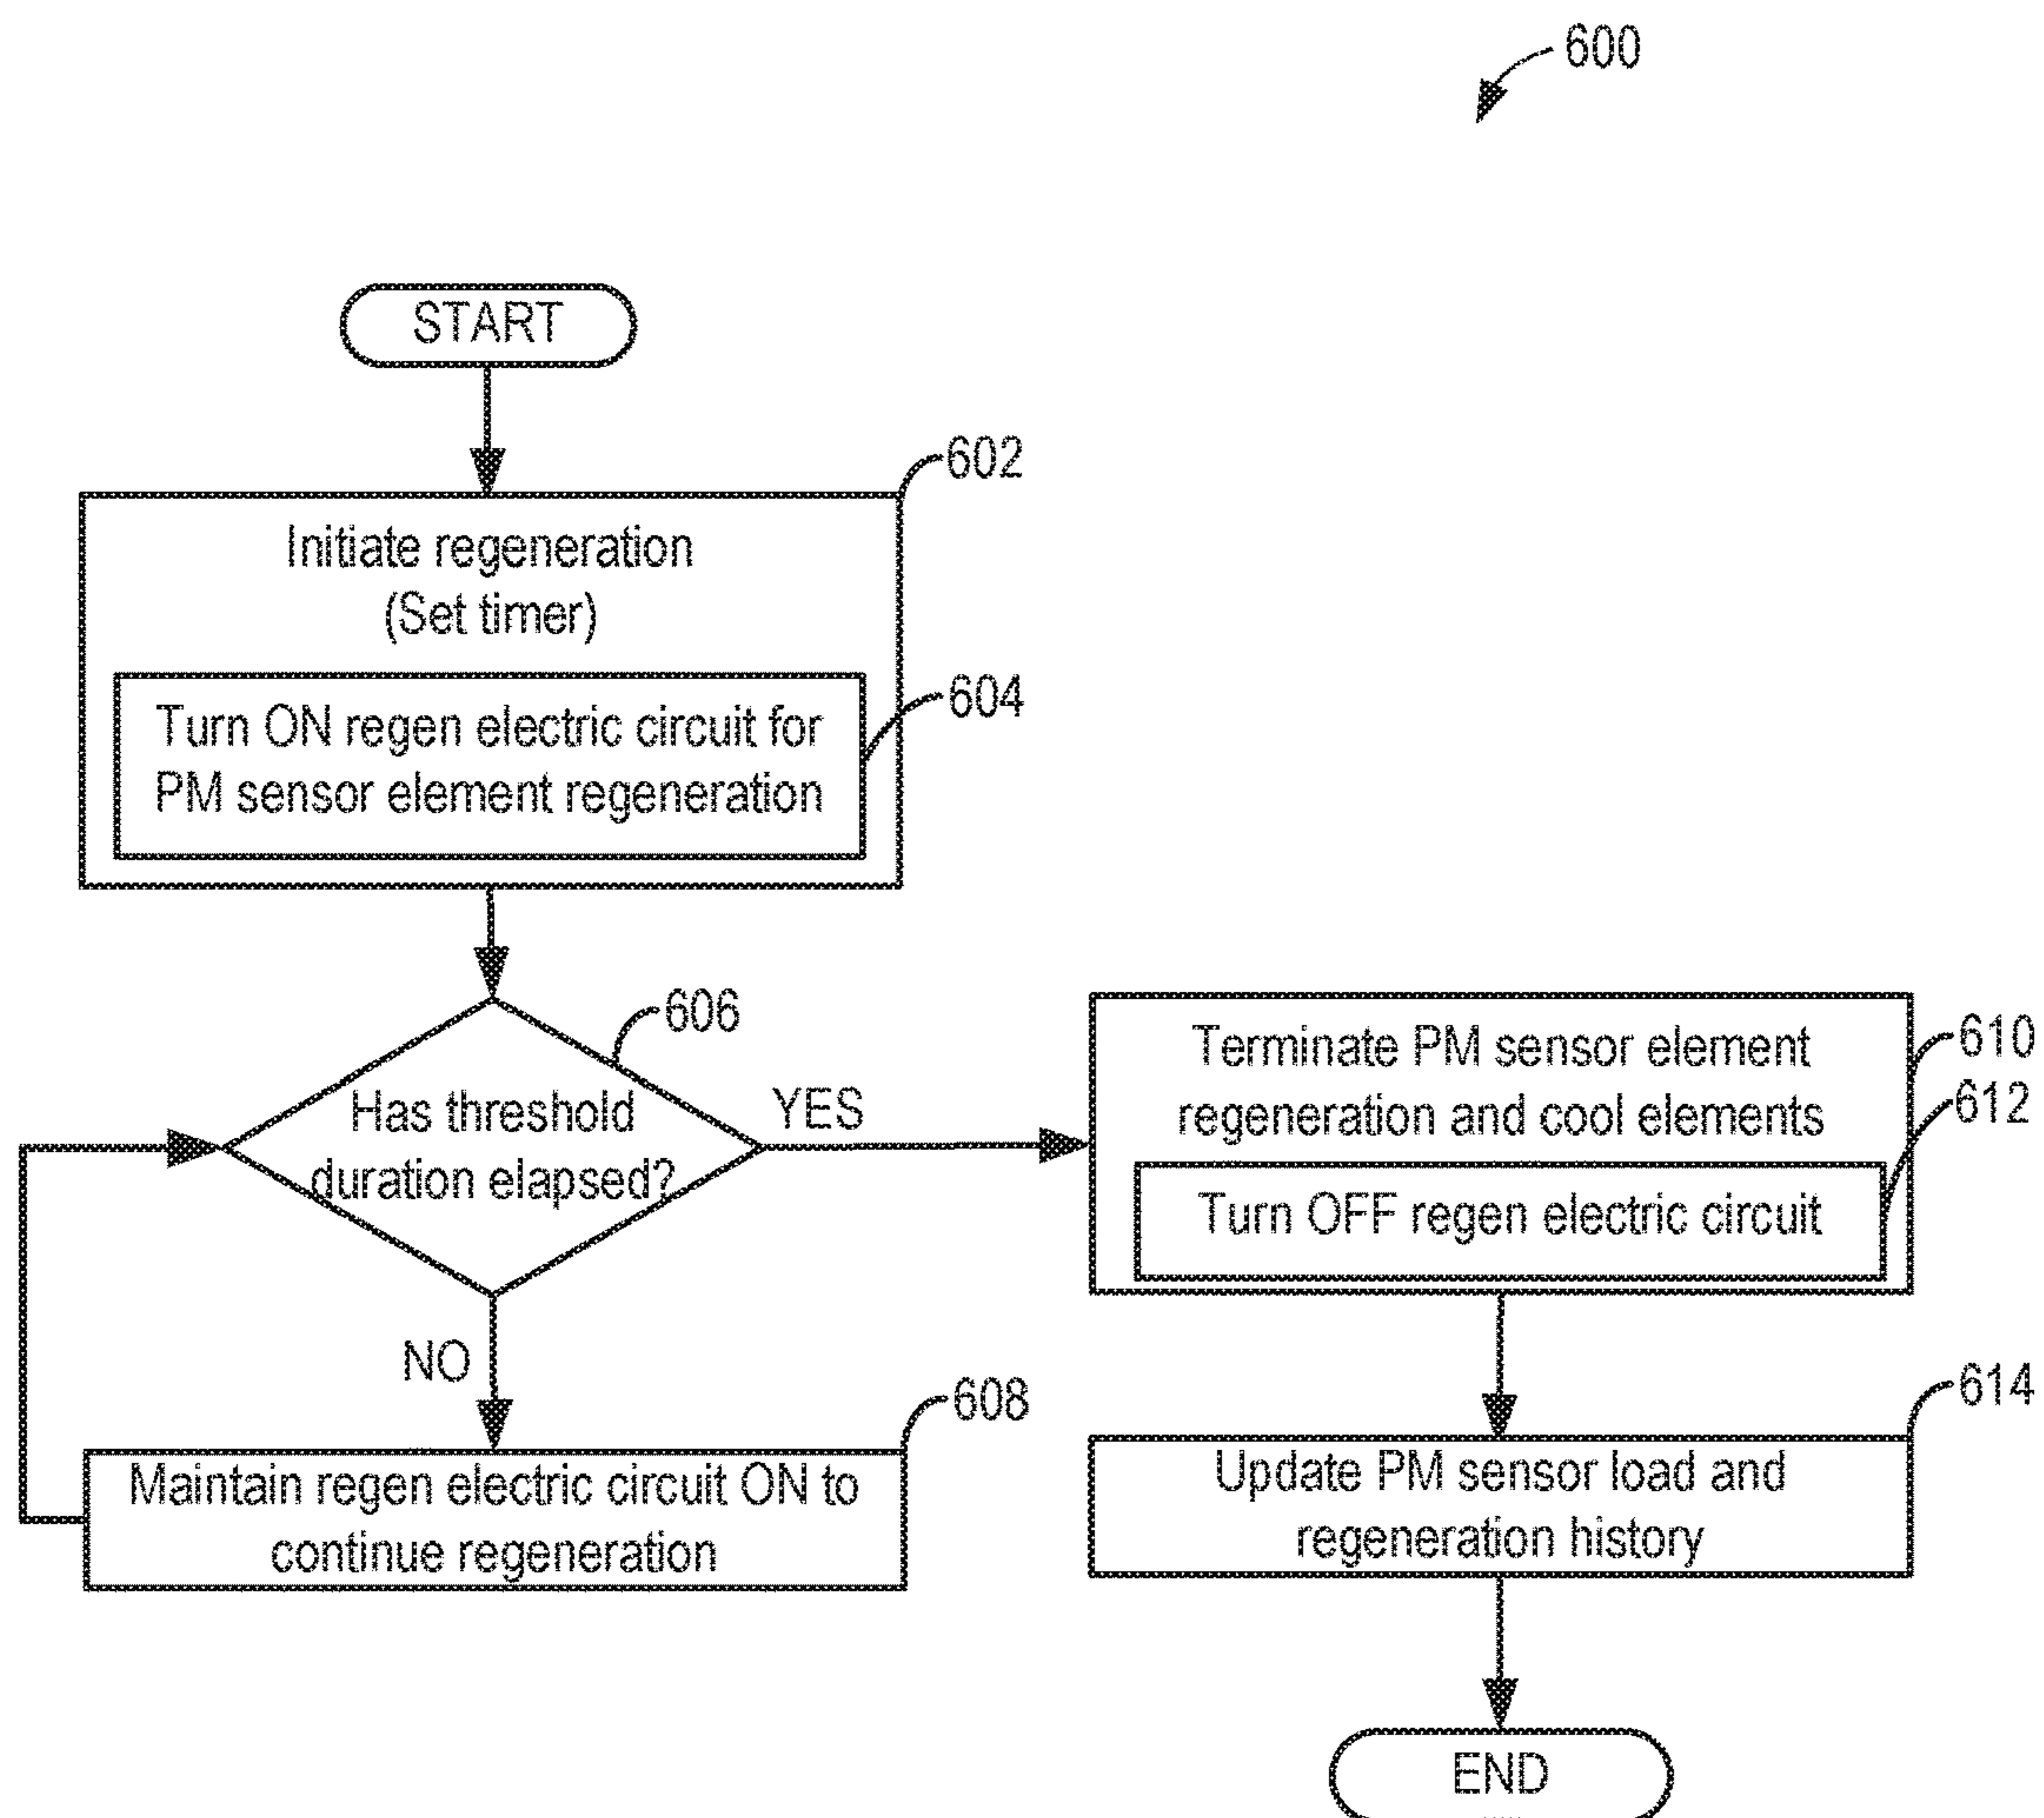 600
START
602
Initiate regeneration
(Set timer)
604
Turn ON regen electric circuit for
PM sensor element regeneration
606
Has threshold
duration elapsed?
YES
NO
608
Maintain regen electric circuit ON to
continue regeneration
610
Terminate PM sensor element
regeneration and cool elements
612
Turn OFF regen electric circuit
614
Update PM sensor load and
regeneration history
END